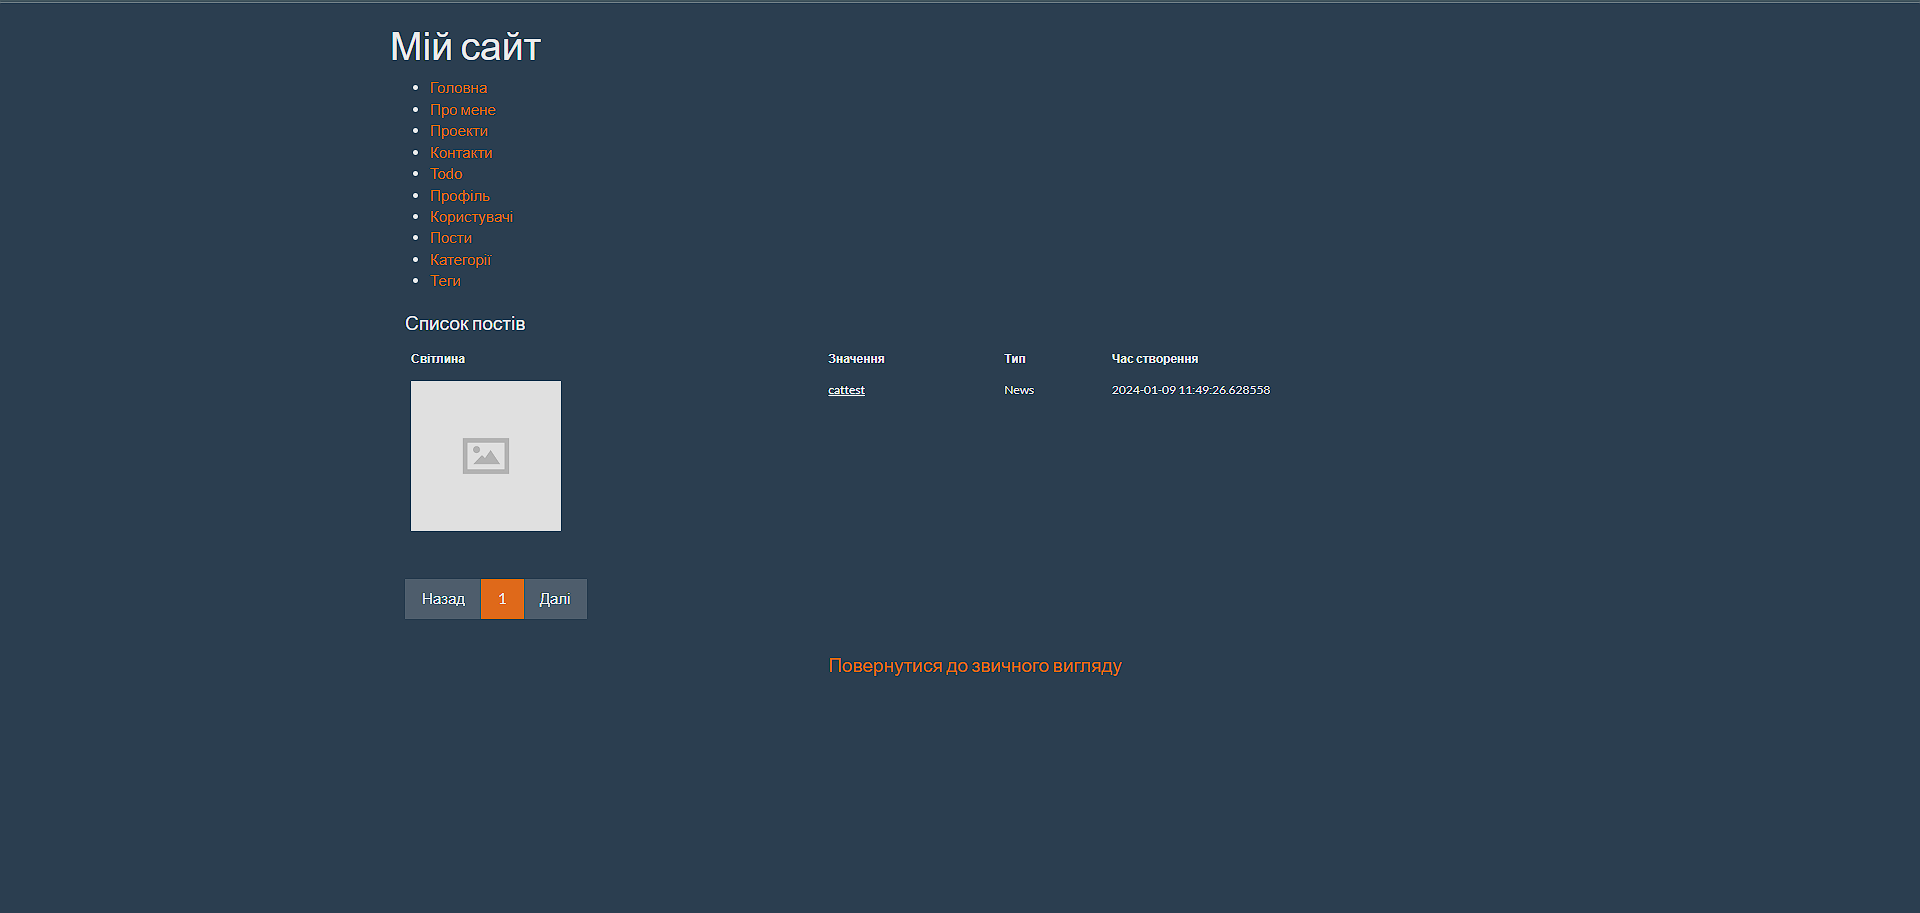 Мій сайт
Головна
Про мене
Проекти
Контакти
Todo
Профіль
Користувачі
Пости
Категорії
Теги
Список постів
Світлина Значення Тип Час створення
cattest News 2024-01-09 11:49:26.628558
Назад 1 Далі
Повернутися до звичного вигляду